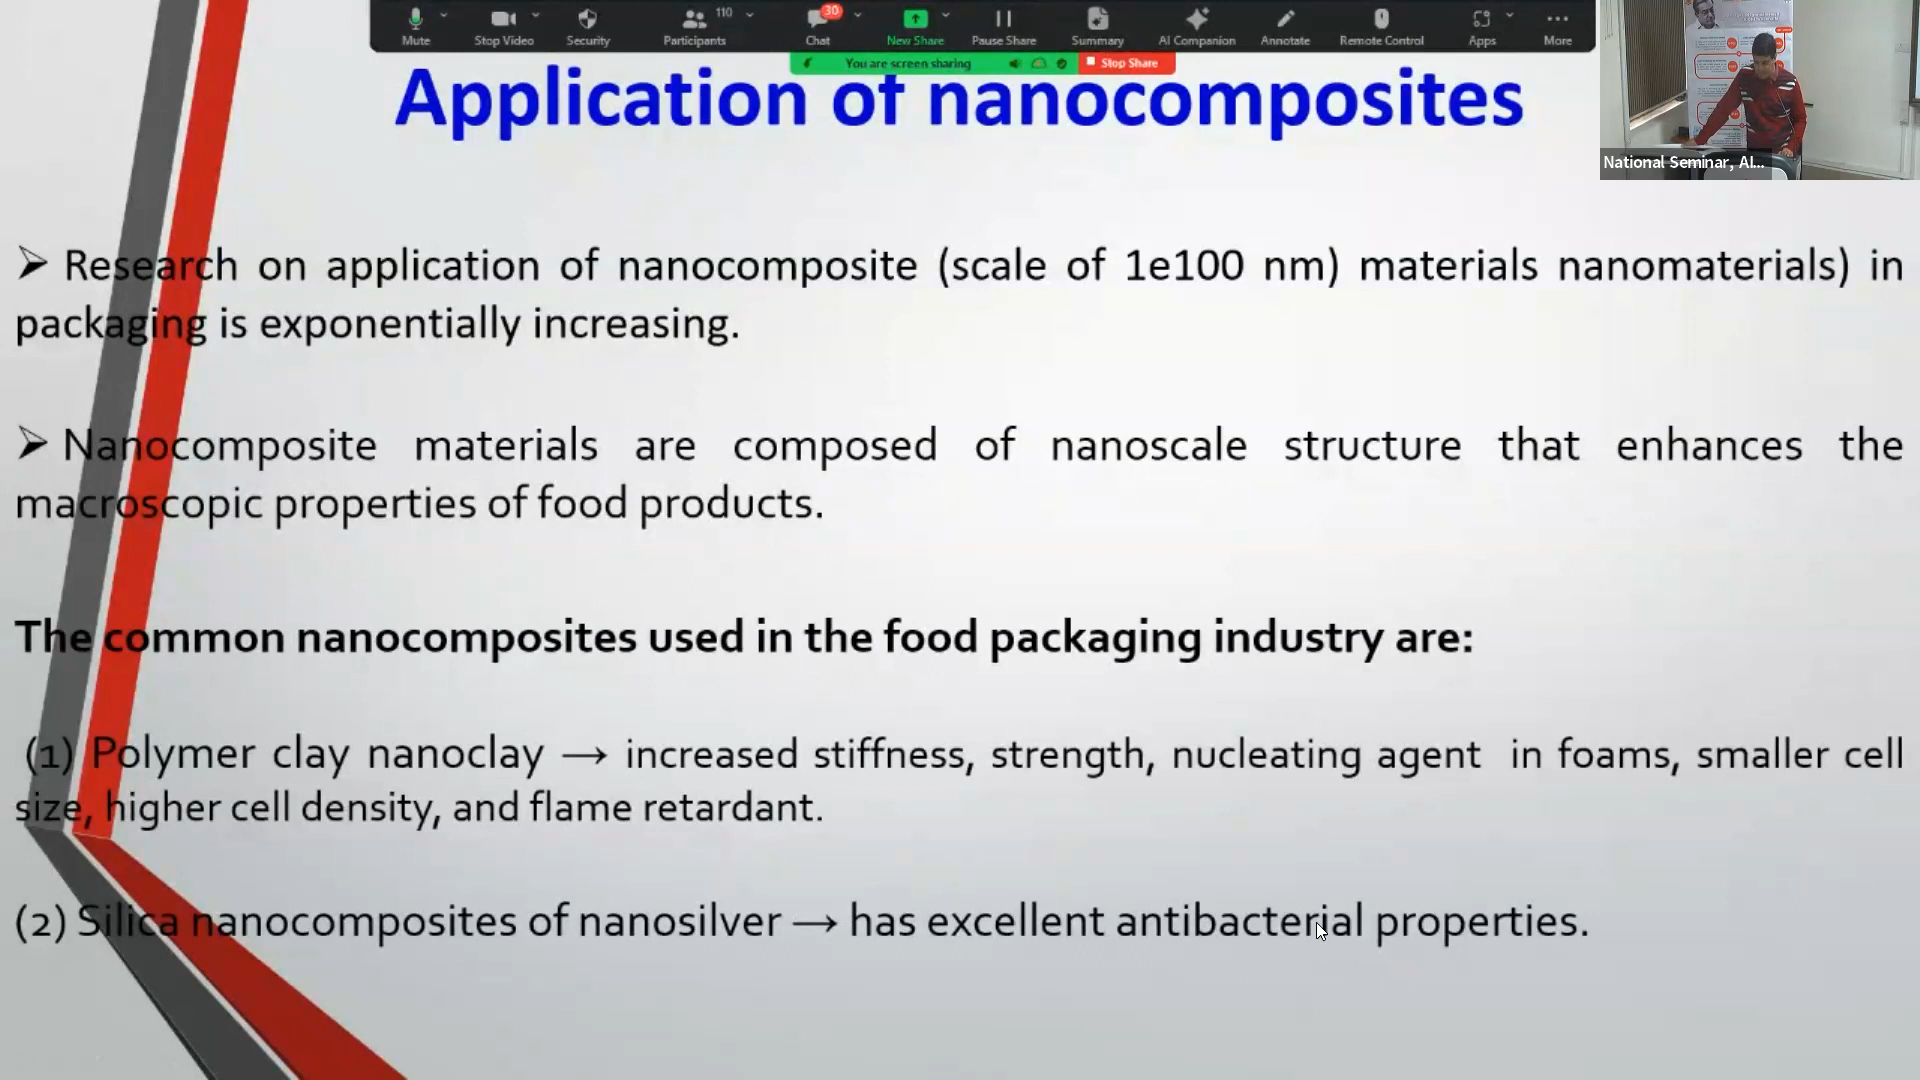 Mute
Stop Video
Security
Participants
110
Chat
30
New Share
Pause Share
Summary
AI Companion
Annotate
Remote Control
Apps
More
You are screen sharing
Stop Share
National Seminar, Al...
Application of nanocomposites
➢ Research on application of nanocomposite (scale of 1e100 nm) materials nanomaterials) in
packaging is exponentially increasing.
➢ Nanocomposite materials are composed of nanoscale structure that enhances the
macroscopic properties of food products.
The common nanocomposites used in the food packaging industry are:
(1) Polymer clay nanoclay → increased stiffness, strength, nucleating agent in foams, smaller cell
size, higher cell density, and flame retardant.
(2) Silica nanocomposites of nanosilver → has excellent antibacterial properties.